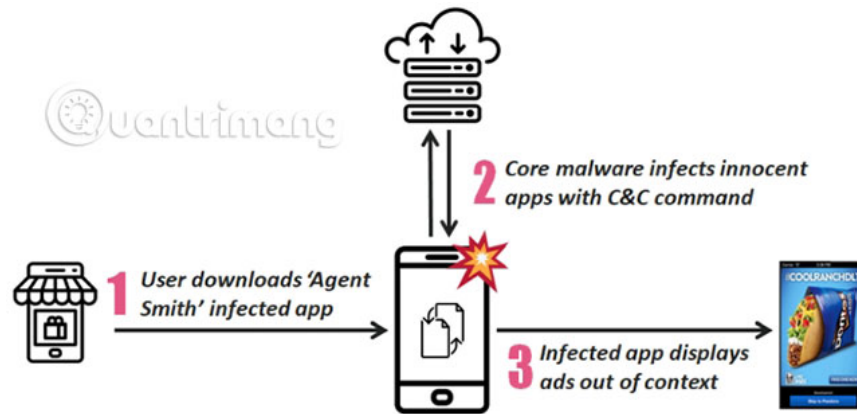 Quantrimang
2 Core malware infects innocent
apps with C&C command
1 User downloads ‘Agent
Smith’ infected app
#COOLRANCHDL
3 Infected app displays
ads out of context